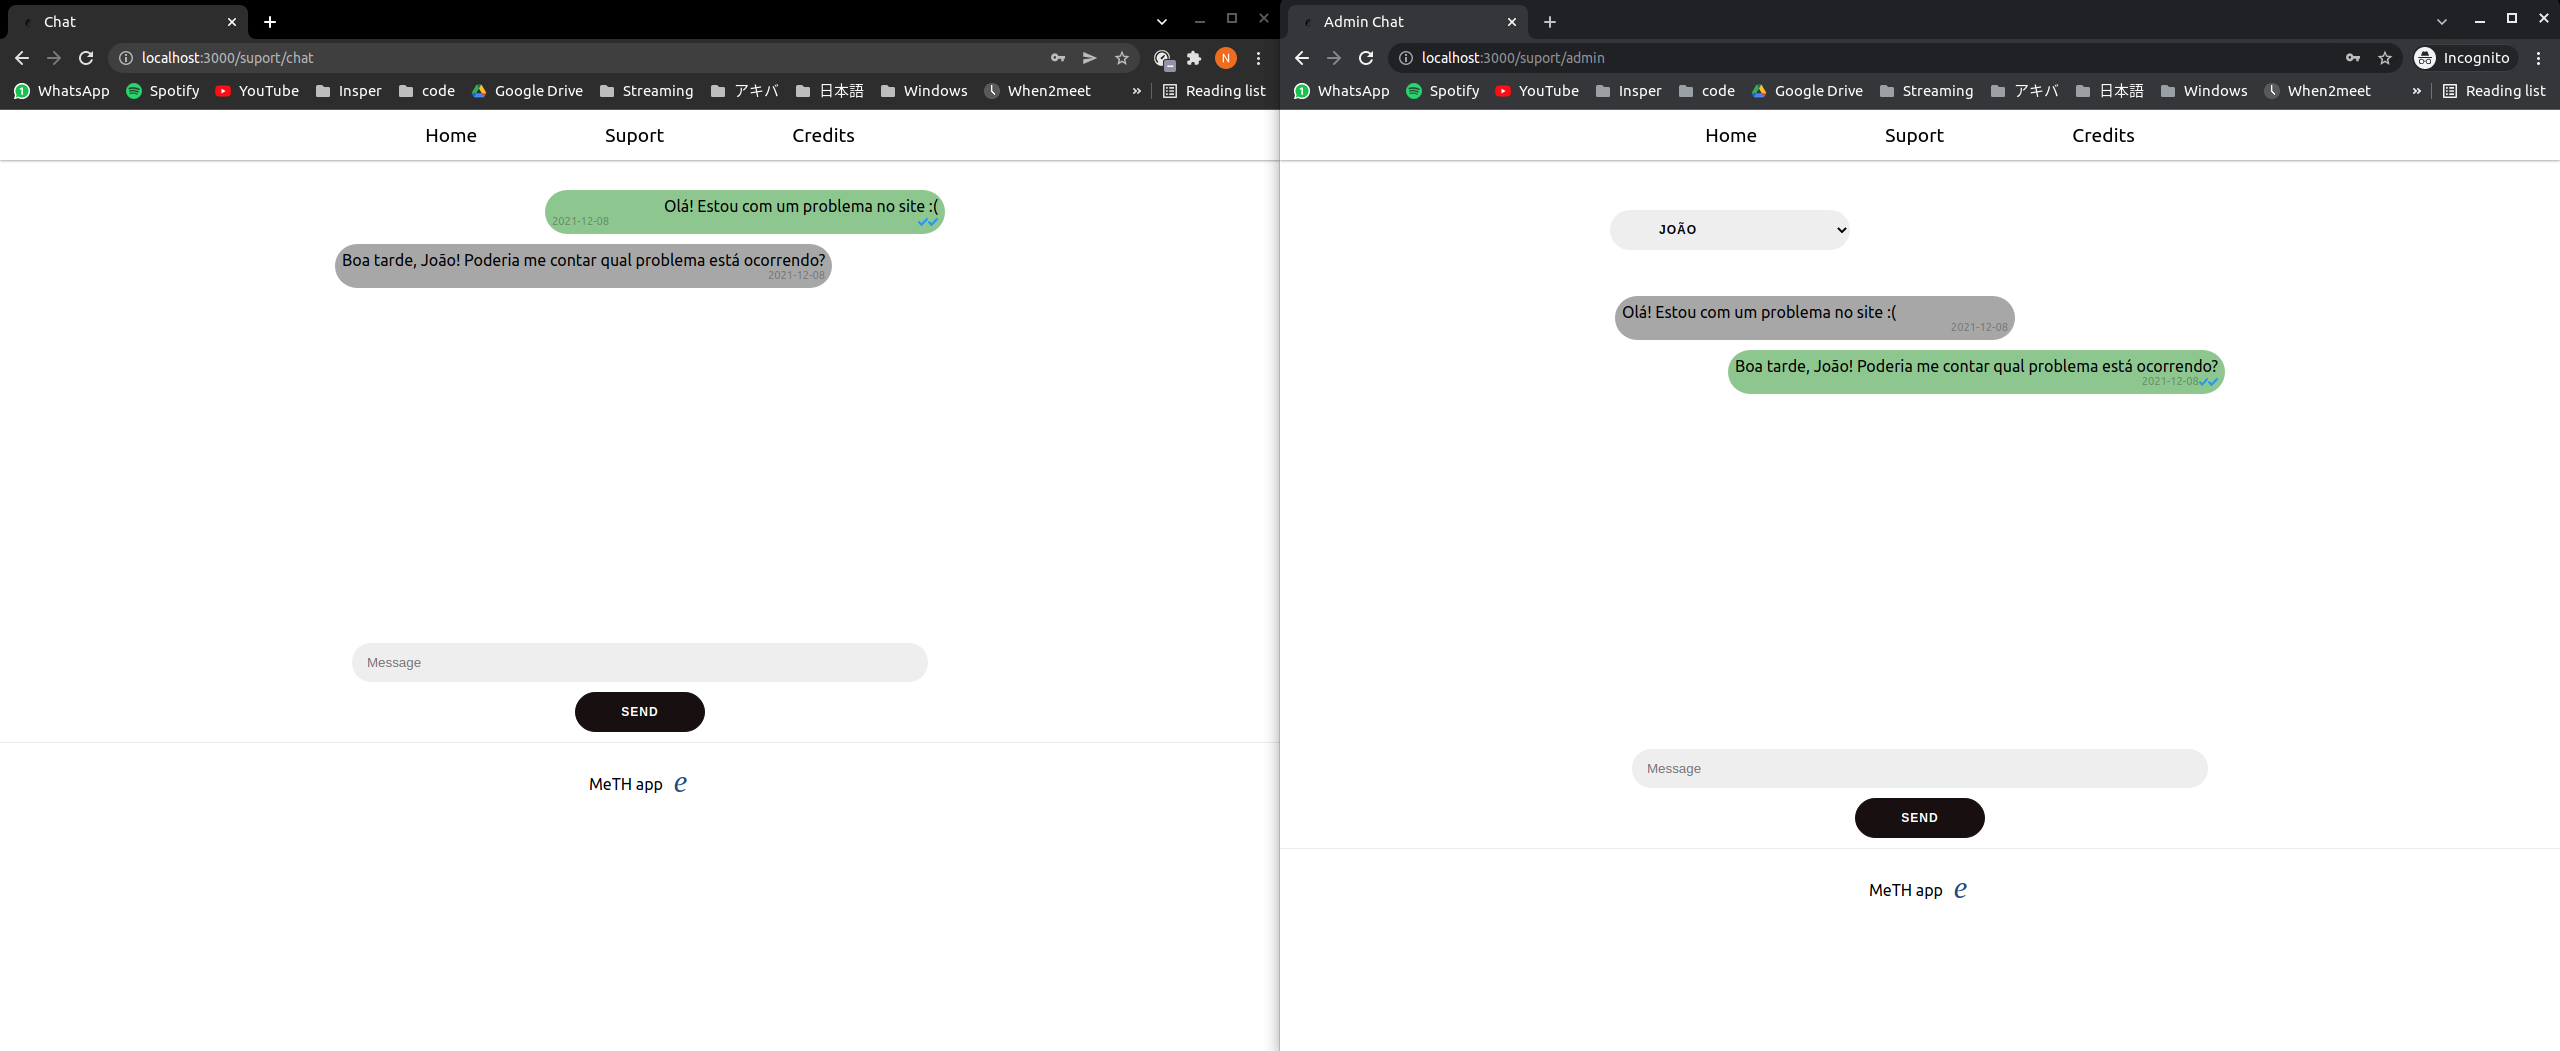 Chat
localhost:3000/suport/chat
N
WhatsApp Spotify YouTube Insper code Google Drive Streaming アキバ 日本語 Windows When2meet » Reading list
Home Suport Credits
Olá! Estou com um problema no site :(
2021-12-08
Boa tarde, João! Poderia me contar qual problema está ocorrendo?
2021-12-08
Message
SEND
MeTH app e
Admin Chat
localhost:3000/suport/admin
Incognito
WhatsApp Spotify YouTube Insper code Google Drive Streaming アキバ 日本語 Windows When2meet » Reading list
Home Suport Credits
JOÃO
Olá! Estou com um problema no site :(
2021-12-08
Boa tarde, João! Poderia me contar qual problema está ocorrendo?
2021-12-08
Message
SEND
MeTH app e